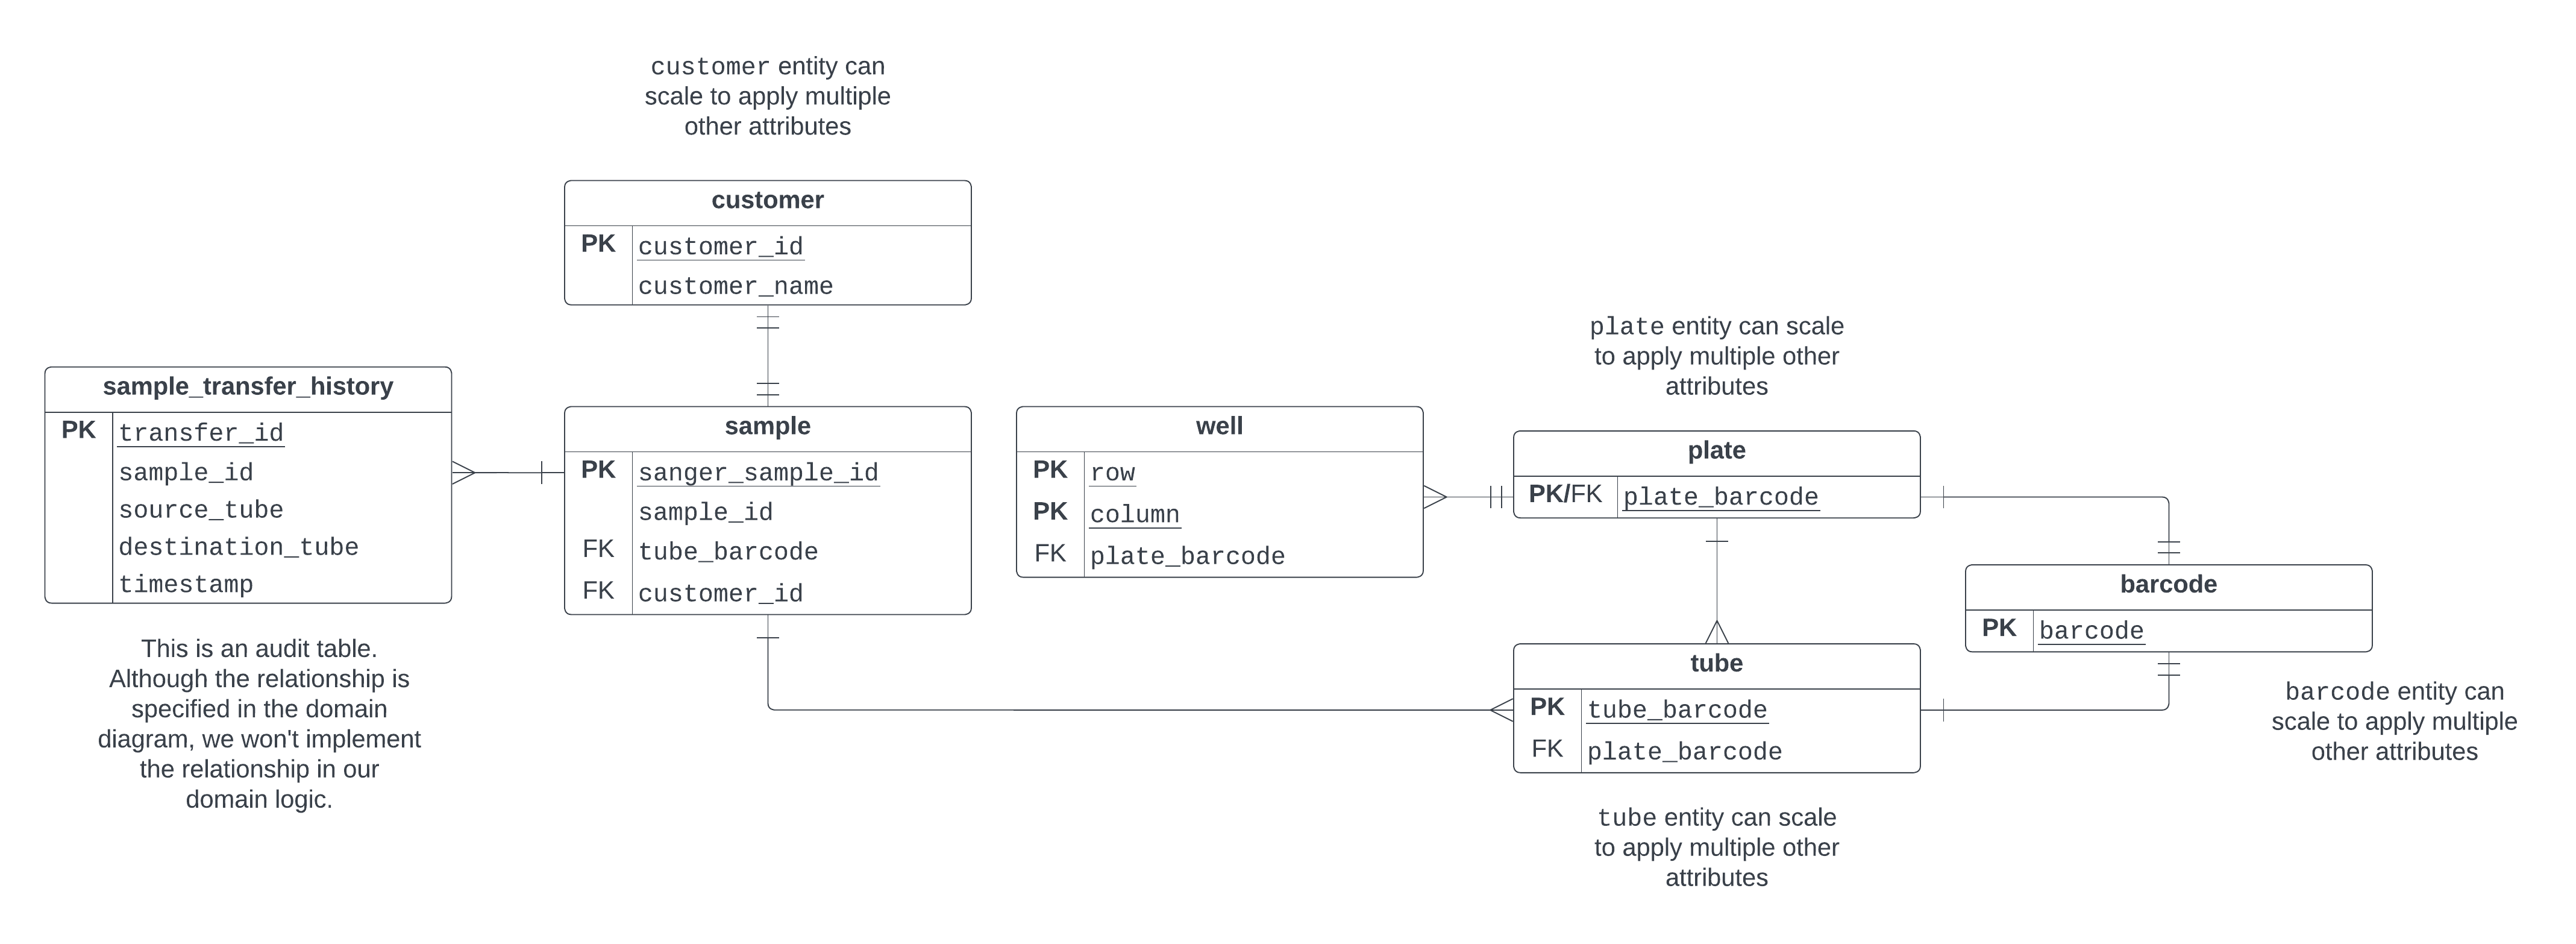 customer entity can
scale to apply multiple
other attributes
customer
PK customer_id
customer_name
sample_transfer_history
PK transfer_id
sample_id
source_tube
destination_tube
timestamp
This is an audit table.
Although the relationship is
specified in the domain
diagram, we won't implement
the relationship in our
domain logic.
sample
PK sanger_sample_id
sample_id
FK tube_barcode
FK customer_id
well
PK row
PK column
FK plate_barcode
plate entity can scale
to apply multiple other
attributes
plate
PK/FK plate_barcode
barcode
PK barcode
barcode entity can
scale to apply multiple
other attributes
tube
PK tube_barcode
FK plate_barcode
tube entity can scale
to apply multiple other
attributes